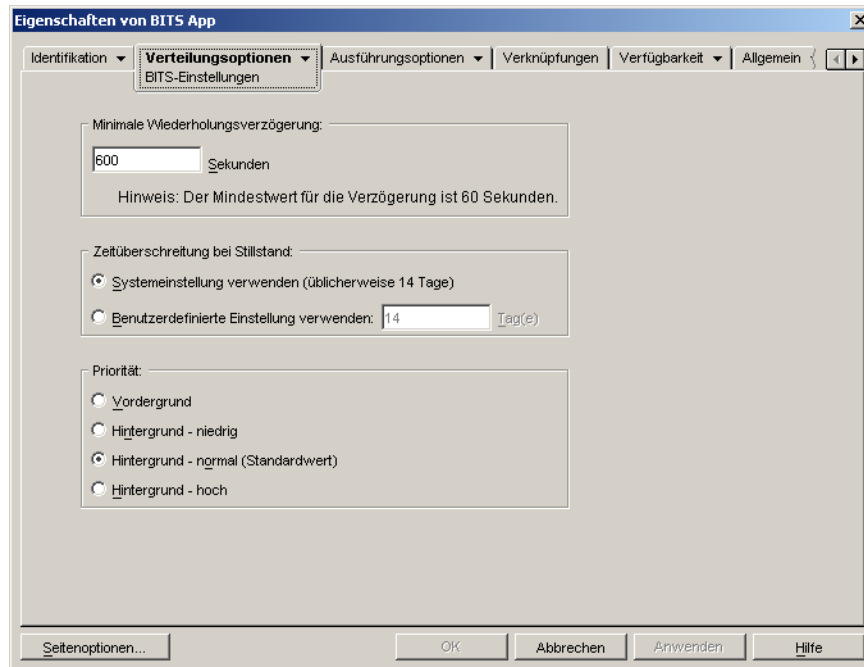 Eigenschaften von BITS App
Identifikation Verteilungsoptionen Ausführungsoptionen Verknüpfungen Verfügbarkeit Allgemein
BITS-Einstellungen
Minimale Wiederholungsverzögerung:
600 Sekunden
Hinweis: Der Mindestwert für die Verzögerung ist 60 Sekunden.
Zeitüberschreitung bei Stillstand:
Systemeinstellung verwenden (üblicherweise 14 Tage)
Benutzerdefinierte Einstellung verwenden: 14 Tag(e)
Priorität:
Vordergrund
Hintergrund - niedrig
Hintergrund - normal (Standardwert)
Hintergrund - hoch
Seitenoptionen... OK Abbrechen Anwenden Hilfe